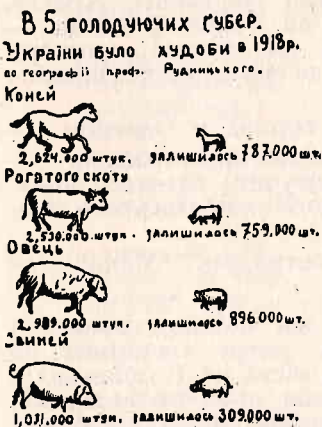 В 5 голодуючих губер.
України було худоби в 1918р.
по географії проф. Рудницького.
Коней
2,624.000 штук. залишилось 787.000 шт.
Рогатого скоту
2,530.000 штук. залишилось 759.000 шт.
Овець
2,989.000 штук. залишилось 896.000 шт.
Свиней
1,031.000 штук. залишилось 309.000 шт.